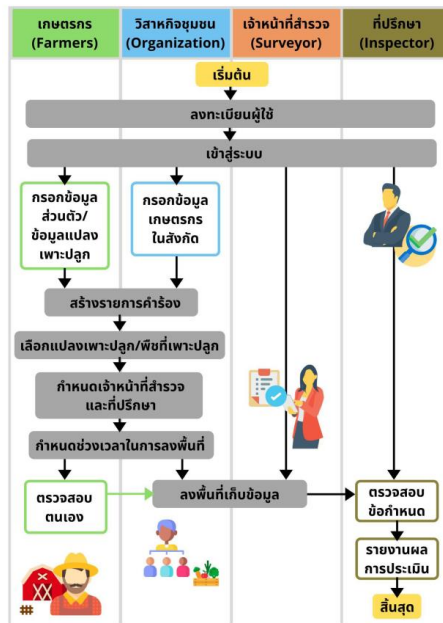 เกษตรกร
(Farmers)
วิสาหกิจชุมชน
(Organization)
เจ้าหน้าที่สำรวจ
(Surveyor)
ที่ปรึกษา
(Inspector)
เริ่มต้น
ลงทะเบียนผู้ใช้
เข้าสู่ระบบ
กรอกข้อมูล
ส่วนตัว/
ข้อมูลแปลง
เพาะปลูก
กรอกข้อมูล
เกษตรกร
ในสังกัด
สร้างรายการคำร้อง
เลือกแปลงเพาะปลูก/พืชที่เพาะปลูก
กำหนดเจ้าหน้าที่สำรวจ
และที่ปรึกษา
กำหนดช่วงเวลาในการลงพื้นที่
ตรวจสอบ
ตนเอง
ลงพื้นที่เก็บข้อมูล
ตรวจสอบ
ข้อกำหนด
รายงานผล
การประเมิน
สิ้นสุด